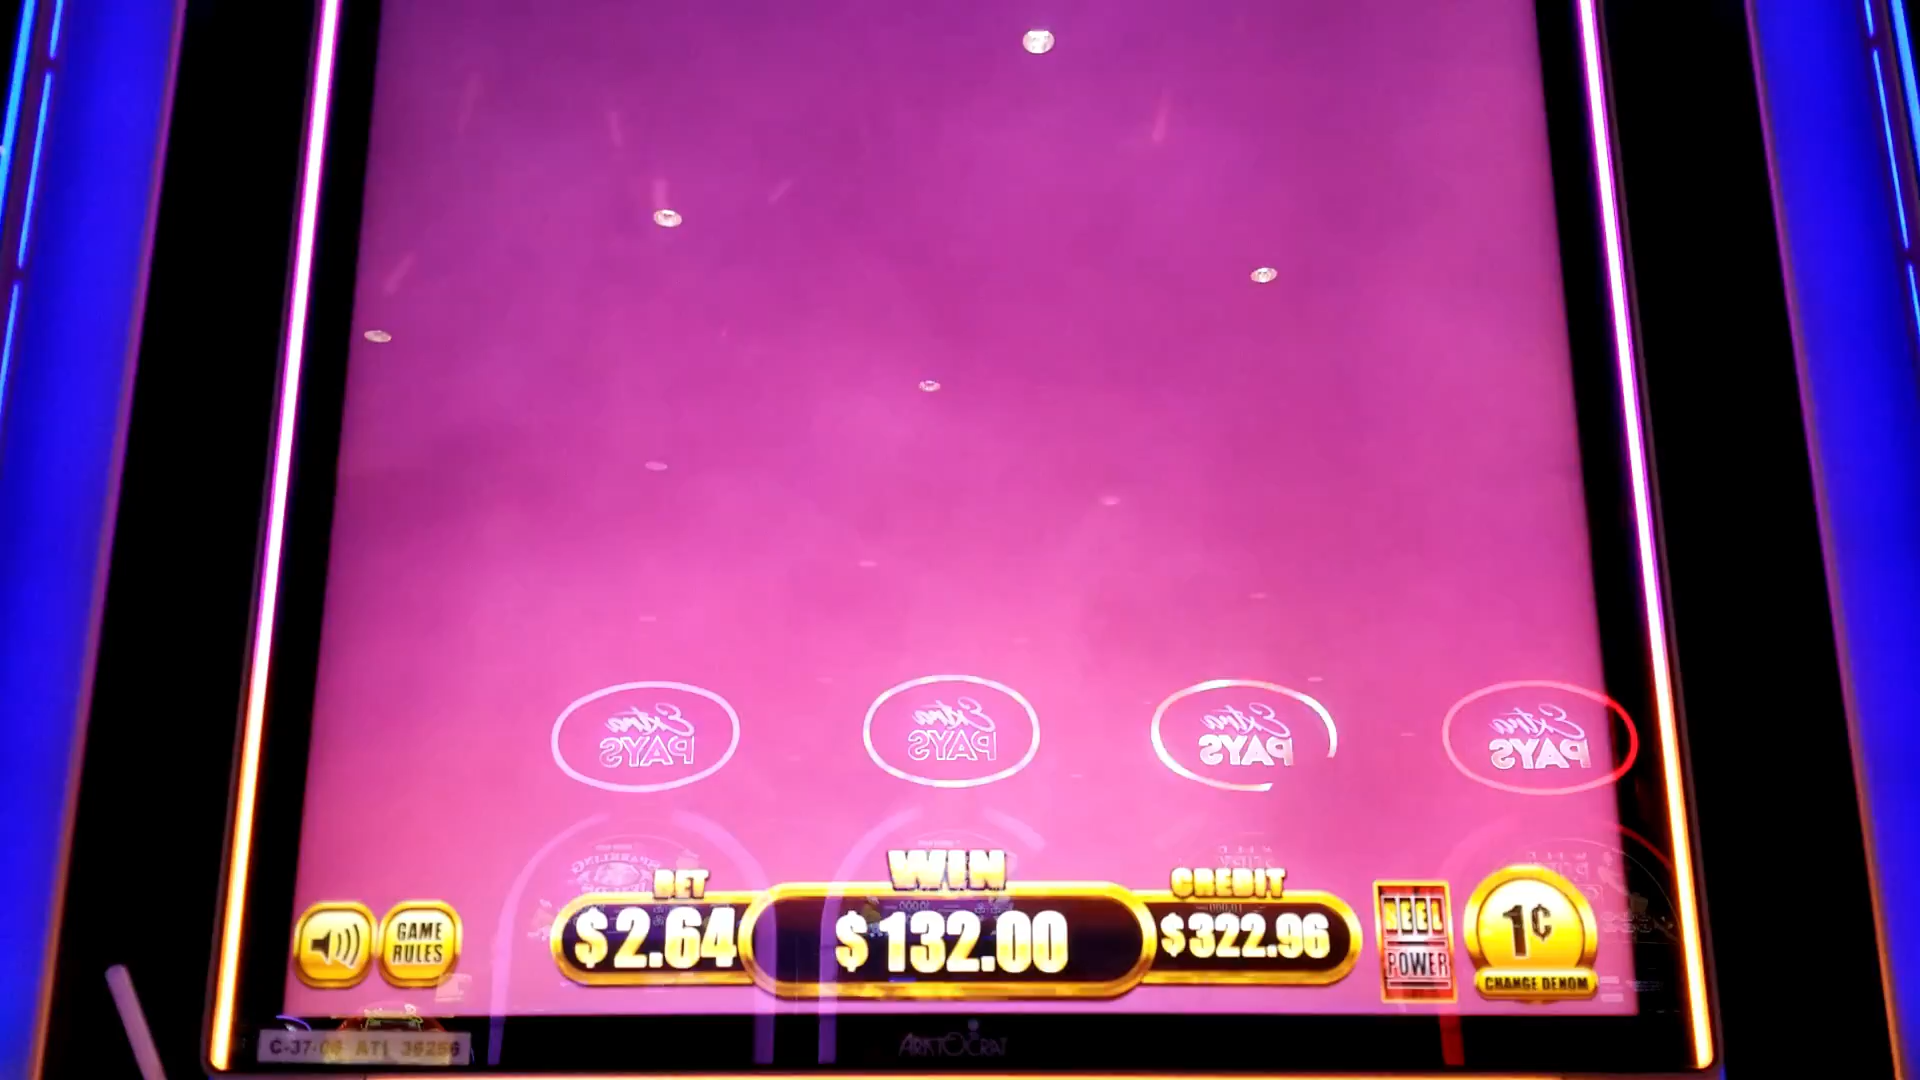 Extra PAYS
Extra PAYS
Extra PAYS
Extra PAYS
SPARKLING
BET
$2.64
WIN
$132.00
CREDIT
$322.96
GAME
RULES
REEL
POWER
1¢
CHANGE DENOM
ARISTOCRAT